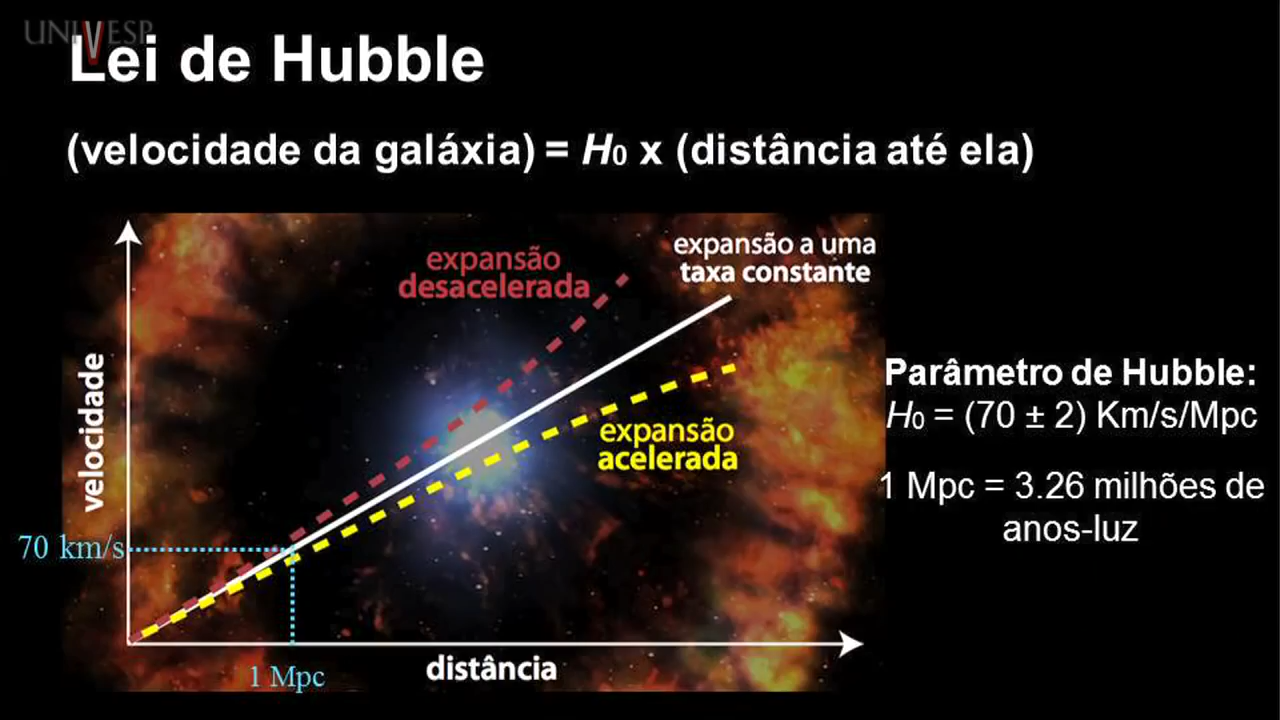 UNIVESP
Lei de Hubble
(velocidade da galáxia) = H0 x (distância até ela)
expansão
desacelerada
expansão a uma
taxa constante
velocidade
expansão
acelerada
70 km/s
1 Mpc
distância
Parâmetro de Hubble:
H0 = (70 ± 2) Km/s/Mpc
1 Mpc = 3.26 milhões de
anos-luz